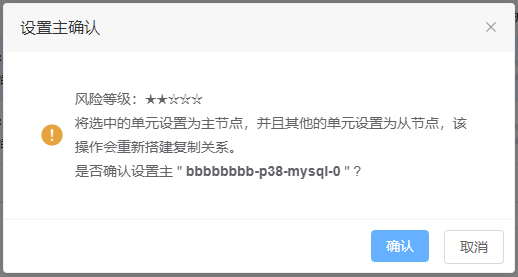 设置主确认
风险等级：★★☆☆☆
将选中的单元设置为主节点，并且其他的单元设置为从节点，该
操作会重新搭建复制关系。
是否确认设置主 " bbbbbbbb-p38-mysql-0 " ?
确认 取消